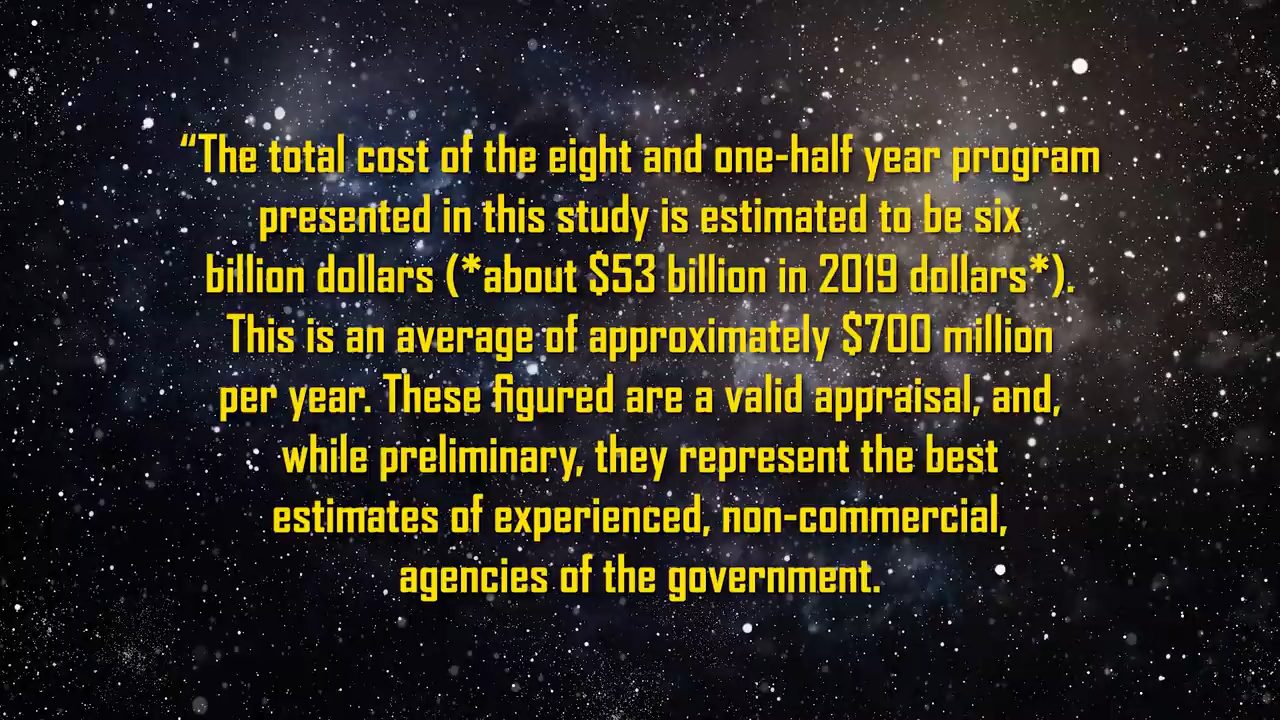 “The total cost of the eight and one-half year program
presented in this study is estimated to be six
billion dollars (*about $53 billion in 2019 dollars*).
This is an average of approximately $700 million
per year. These figured are a valid appraisal, and,
while preliminary, they represent the best
estimates of experienced, non-commercial,
agencies of the government.